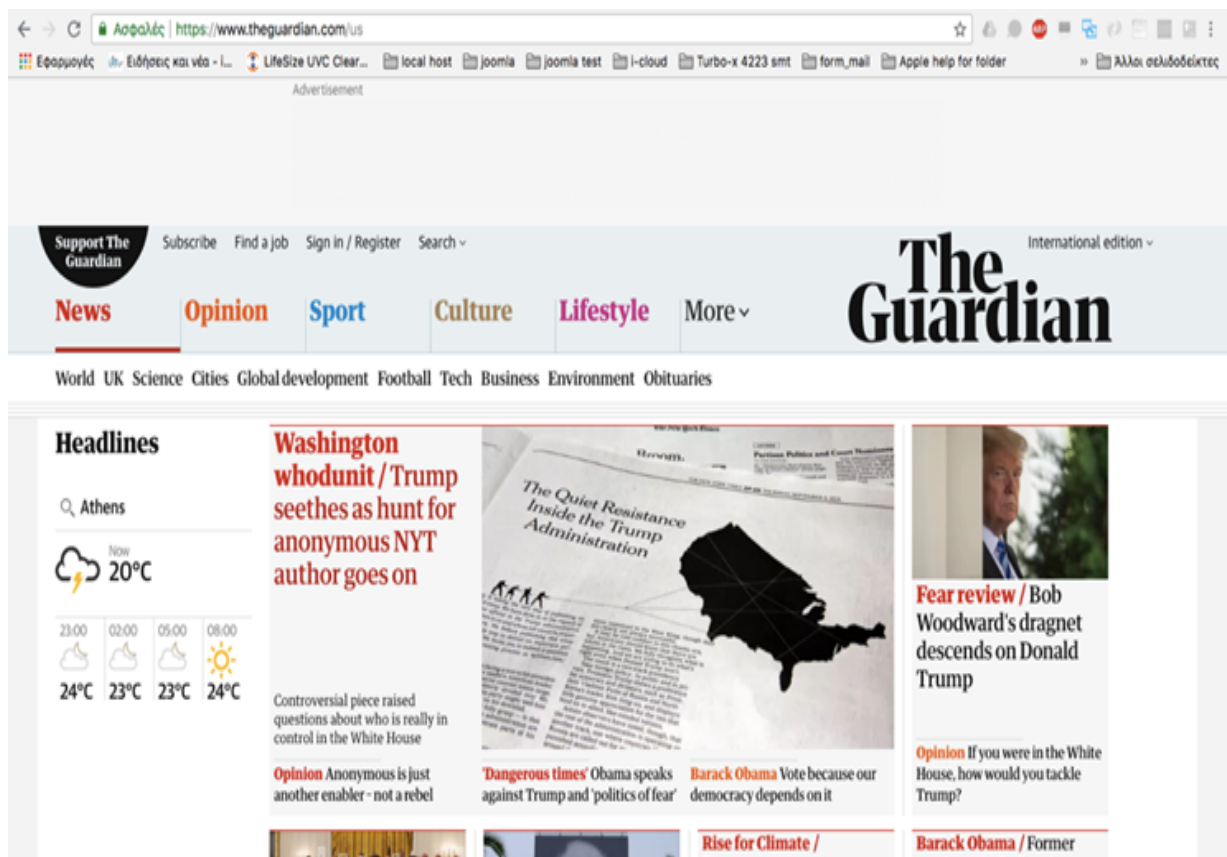 Ασφαλές | https://www.theguardian.com/us
Εφαρμογές Ειδήσεις και νέα - i... LifeSize UVC Clear... local host joomla joomla test i-cloud Turbo-x 4223 smt form_mail Apple help for folder » Άλλοι σελιδοδείκτες
Advertisement
Support The
Guardian
Subscribe Find a job Sign in / Register Search
International edition
The
Guardian
News Opinion Sport Culture Lifestyle More
World UK Science Cities Global development Football Tech Business Environment Obituaries
Headlines
Athens
Now
20°C
23:00 02:00 05:00 08:00
24°C 23°C 23°C 24°C
Washington
whodunit / Trump
seethes as hunt for
anonymous NYT
author goes on
Controversial piece raised
questions about who is really in
control in the White House
The Quiet Resistance
Inside the Trump
Administration
Fear review / Bob
Woodward's dragnet
descends on Donald
Trump
Opinion Anonymous is just
another enabler – not a rebel
'Dangerous times' Obama speaks
against Trump and 'politics of fear'
Barack Obama Vote because our
democracy depends on it
Opinion If you were in the White
House, how would you tackle
Trump?
Rise for Climate /
Barack Obama / Former